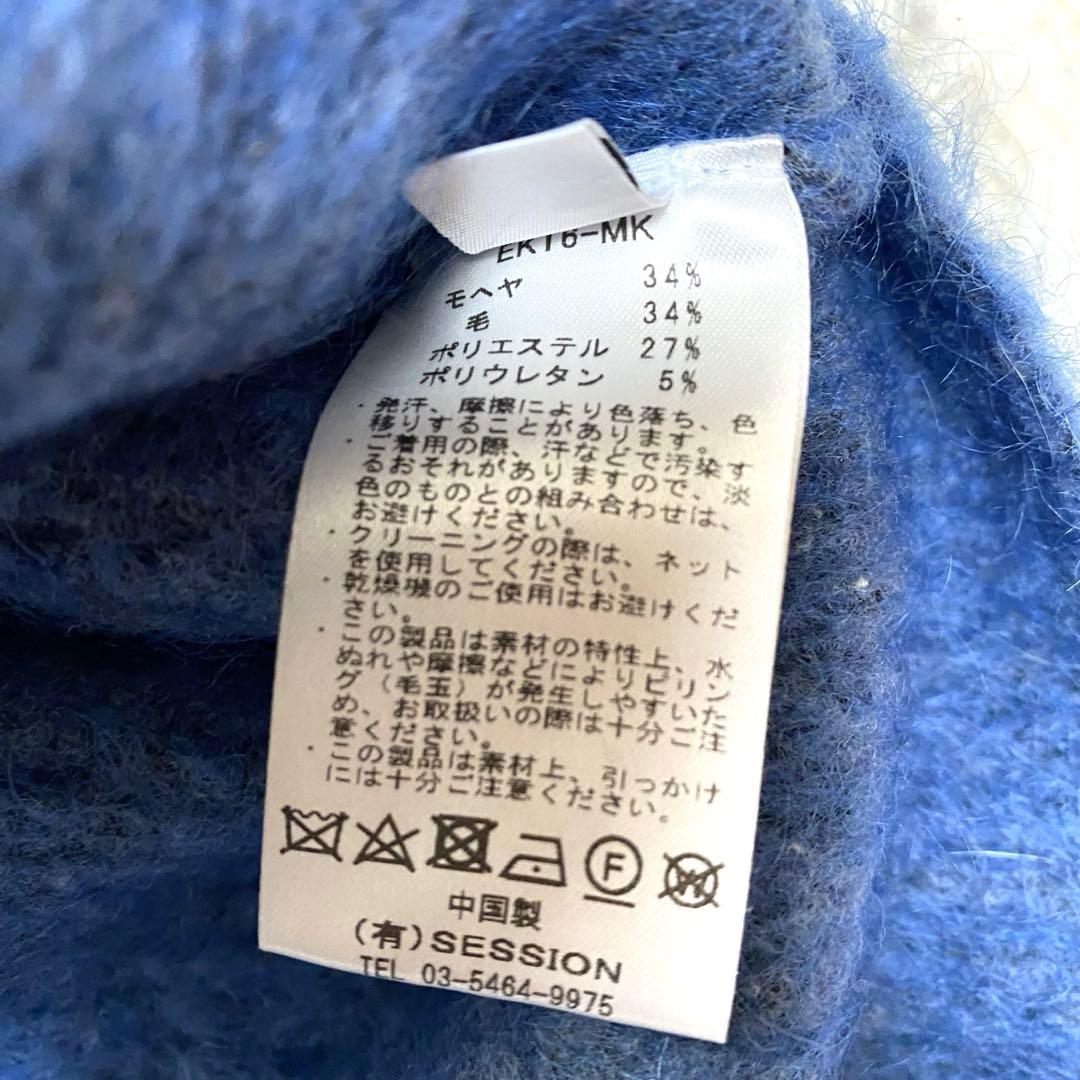 EK16-MK
モヘヤ 34%
毛 34%
ポリエステル 27%
ポリウレタン 5%
・発汗、摩擦により色落ち、色
移りすることがあります。
・ご着用の際、汗などで汚染す
るおそれがありますので、淡
色のものとの組み合わせは、
お避けください。
・クリーニングの際は、ネット
を使用してください。
・乾燥機のご使用はお避けくだ
さい。
・この製品は素材の特性上、水
ぬれや摩擦などによりピリン
グ（毛玉）が発生しやすいた
め、お取扱いの際は十分ご注
意ください。
・この製品は素材上、引っかけ
には十分ご注意ください。
F
W
中国製
(有)SESSION
TEL 03-5464-9975